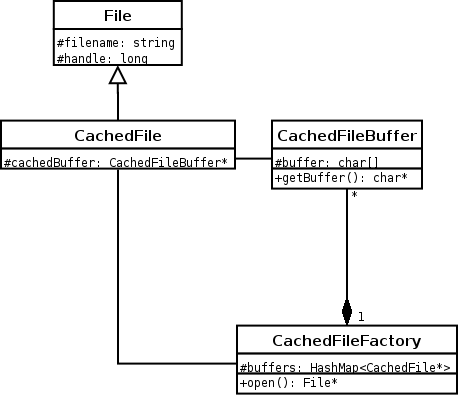 File
#filename: string
#handle: long
CachedFile
#cachedBuffer: CachedFileBuffer*
CachedFileBuffer
#buffer: char[]
+getBuffer(): char*
*
1
CachedFileFactory
#buffers: HashMap<CachedFile*>
+open(): File*